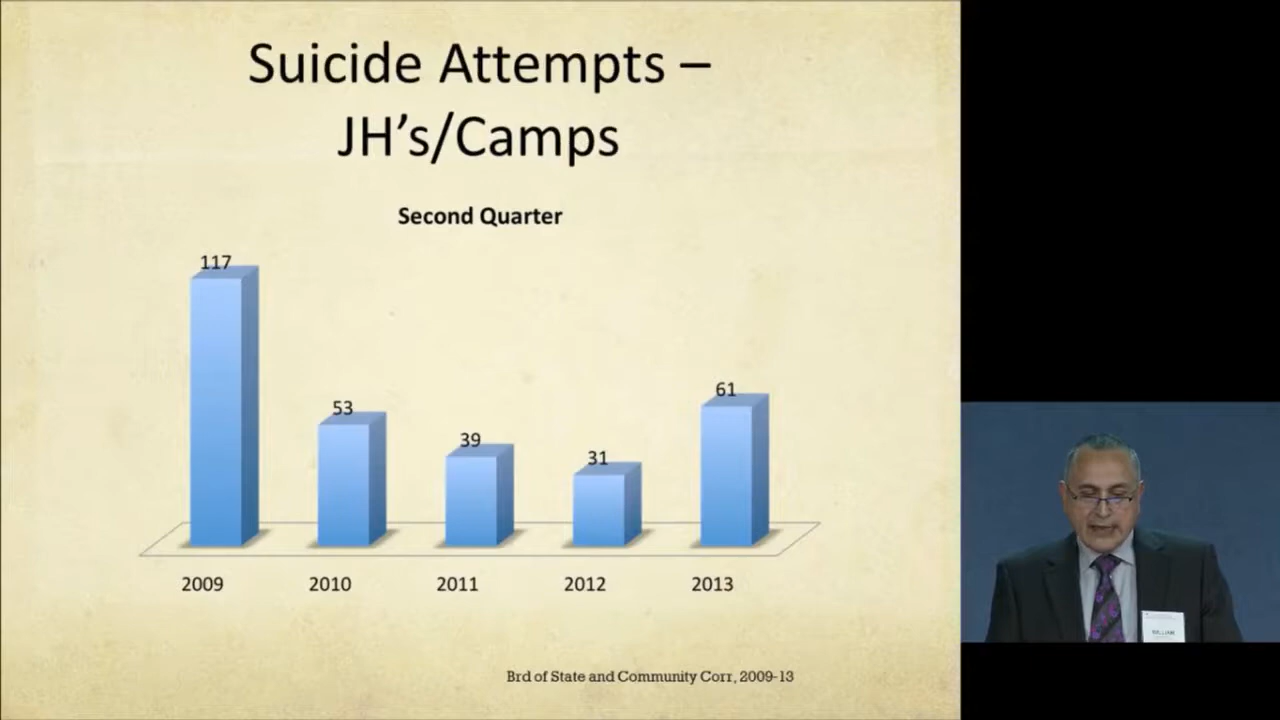 Suicide Attempts –
JH's/Camps
Second Quarter
117
53
39
31
61
2009
2010
2011
2012
2013
Brd of State and Community Corr, 2009-13
WILLIAM